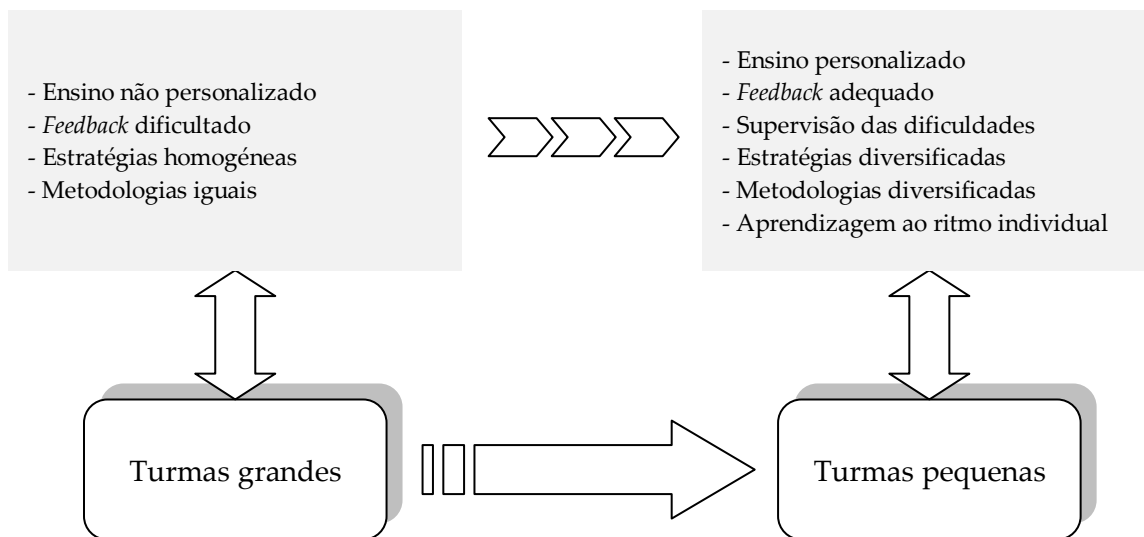 - Ensino não personalizado
- Feedback dificultado
- Estratégias homogéneas
- Metodologias iguais
- Ensino personalizado
- Feedback adequado
- Supervisão das dificuldades
- Estratégias diversificadas
- Metodologias diversificadas
- Aprendizagem ao ritmo individual
Turmas grandes
Turmas pequenas